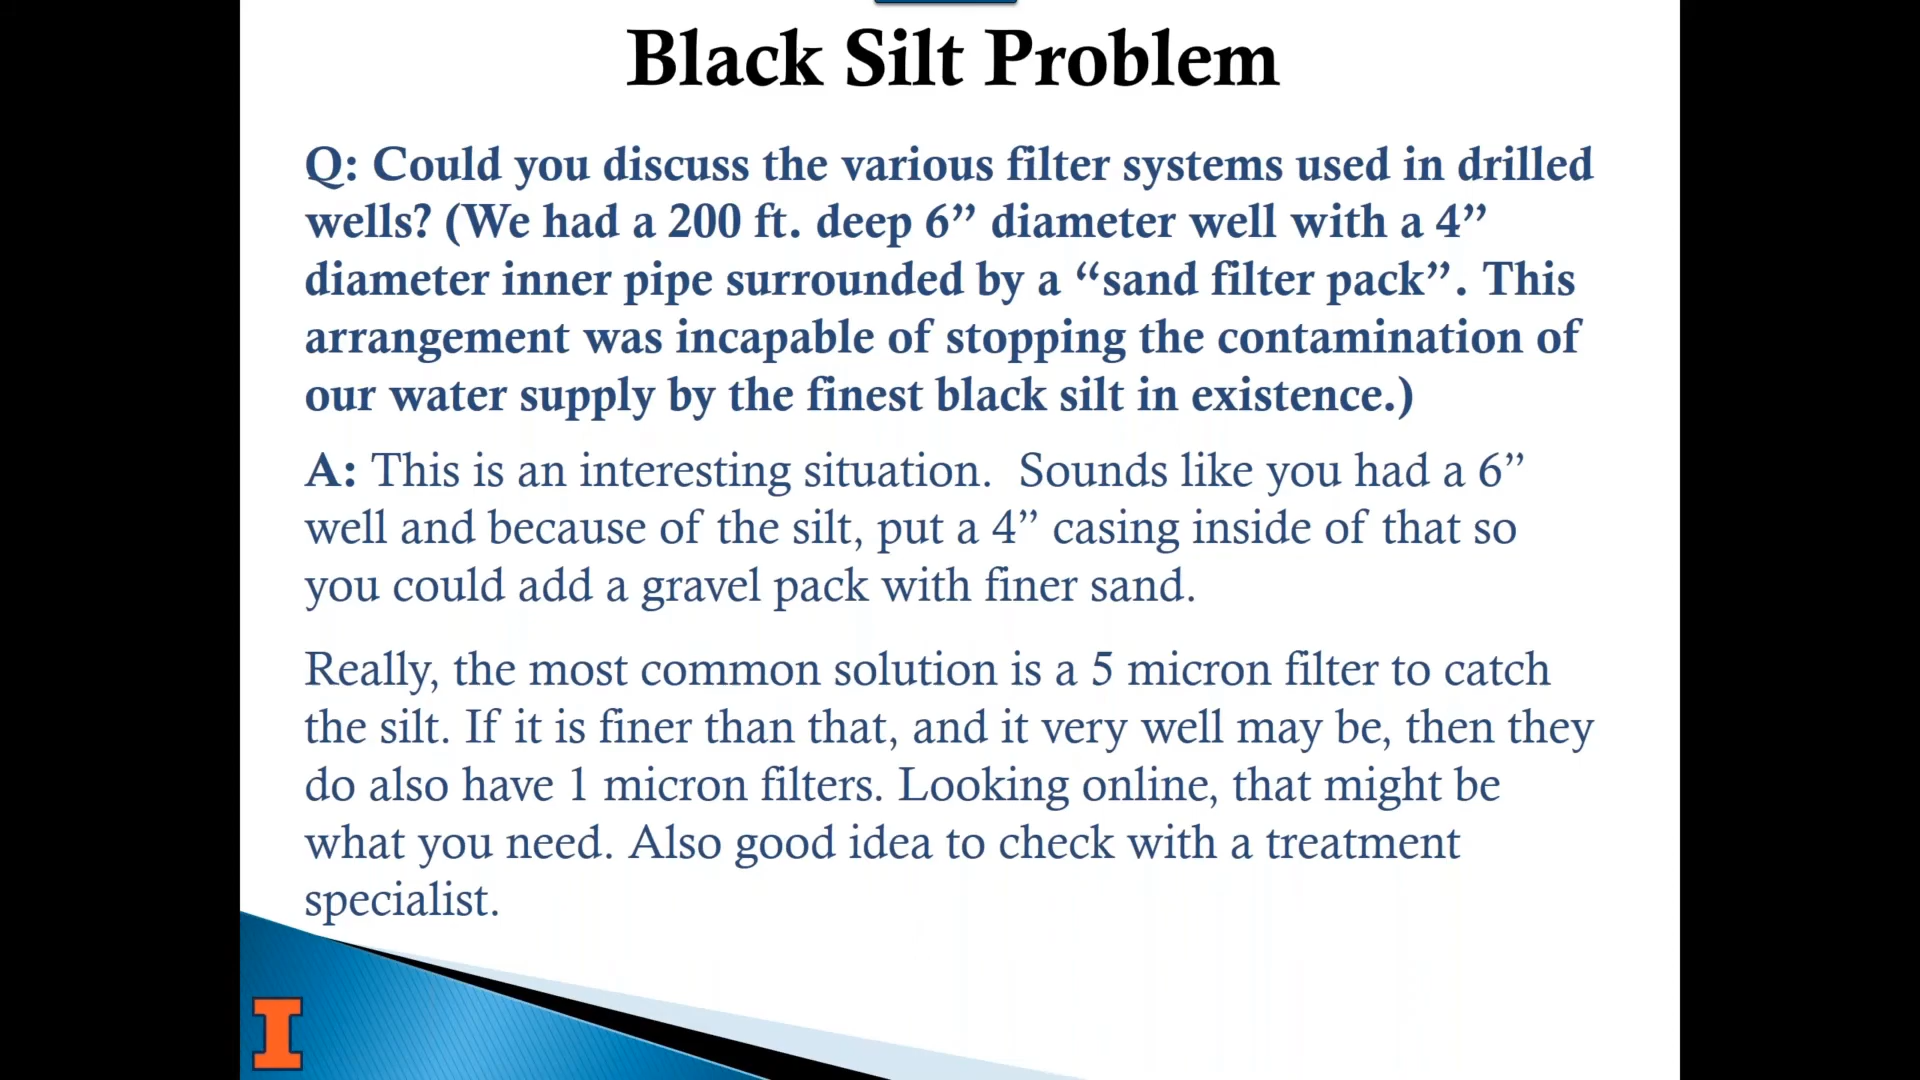 Black Silt Problem
Q: Could you discuss the various filter systems used in drilled
wells? (We had a 200 ft. deep 6” diameter well with a 4”
diameter inner pipe surrounded by a “sand filter pack”. This
arrangement was incapable of stopping the contamination of
our water supply by the finest black silt in existence.)
A: This is an interesting situation.  Sounds like you had a 6”
well and because of the silt, put a 4” casing inside of that so
you could add a gravel pack with finer sand.
Really, the most common solution is a 5 micron filter to catch
the silt. If it is finer than that, and it very well may be, then they
do also have 1 micron filters. Looking online, that might be
what you need. Also good idea to check with a treatment
specialist.
I